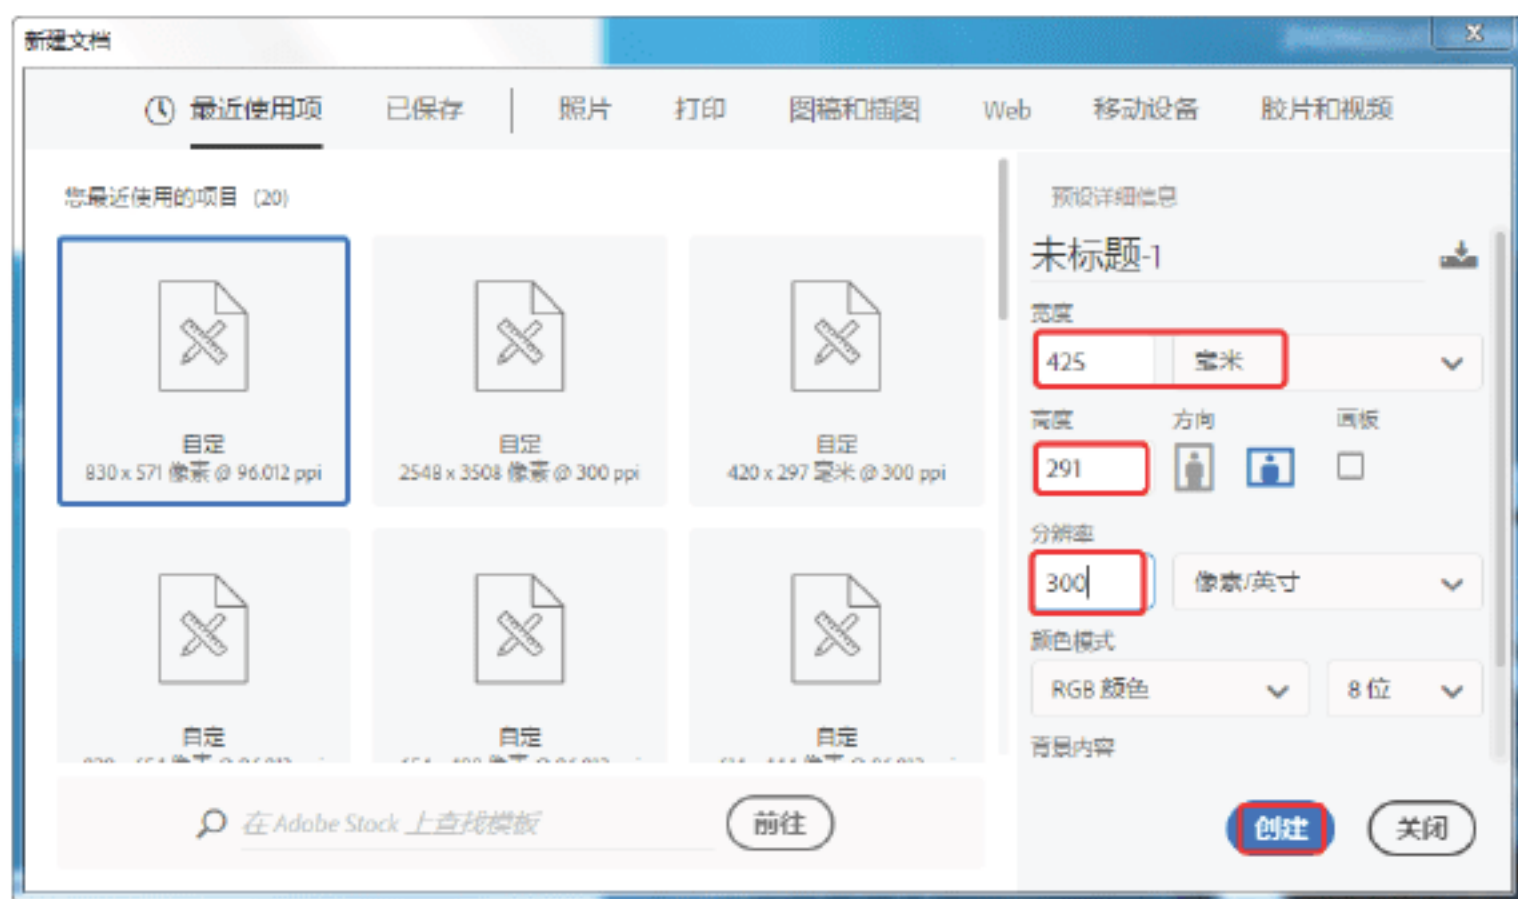 新建文档
最近使用项 已保存 照片 打印 图稿和插图 Web 移动设备 胶片和视频
您最近使用的项目 (20)
自定
830 x 571 像素 @ 96.012 ppi
自定
2548 x 3508 像素 @ 300 ppi
自定
420 x 297 毫米 @ 300 ppi
自定
自定
自定
在 Adobe Stock 上查找模板
前往
预设详细信息
未标题-1
宽度
425 毫米
高度 方向 画板
291
分辨率
300 像素/英寸
颜色模式
RGB 颜色 8 位
背景内容
创建 关闭